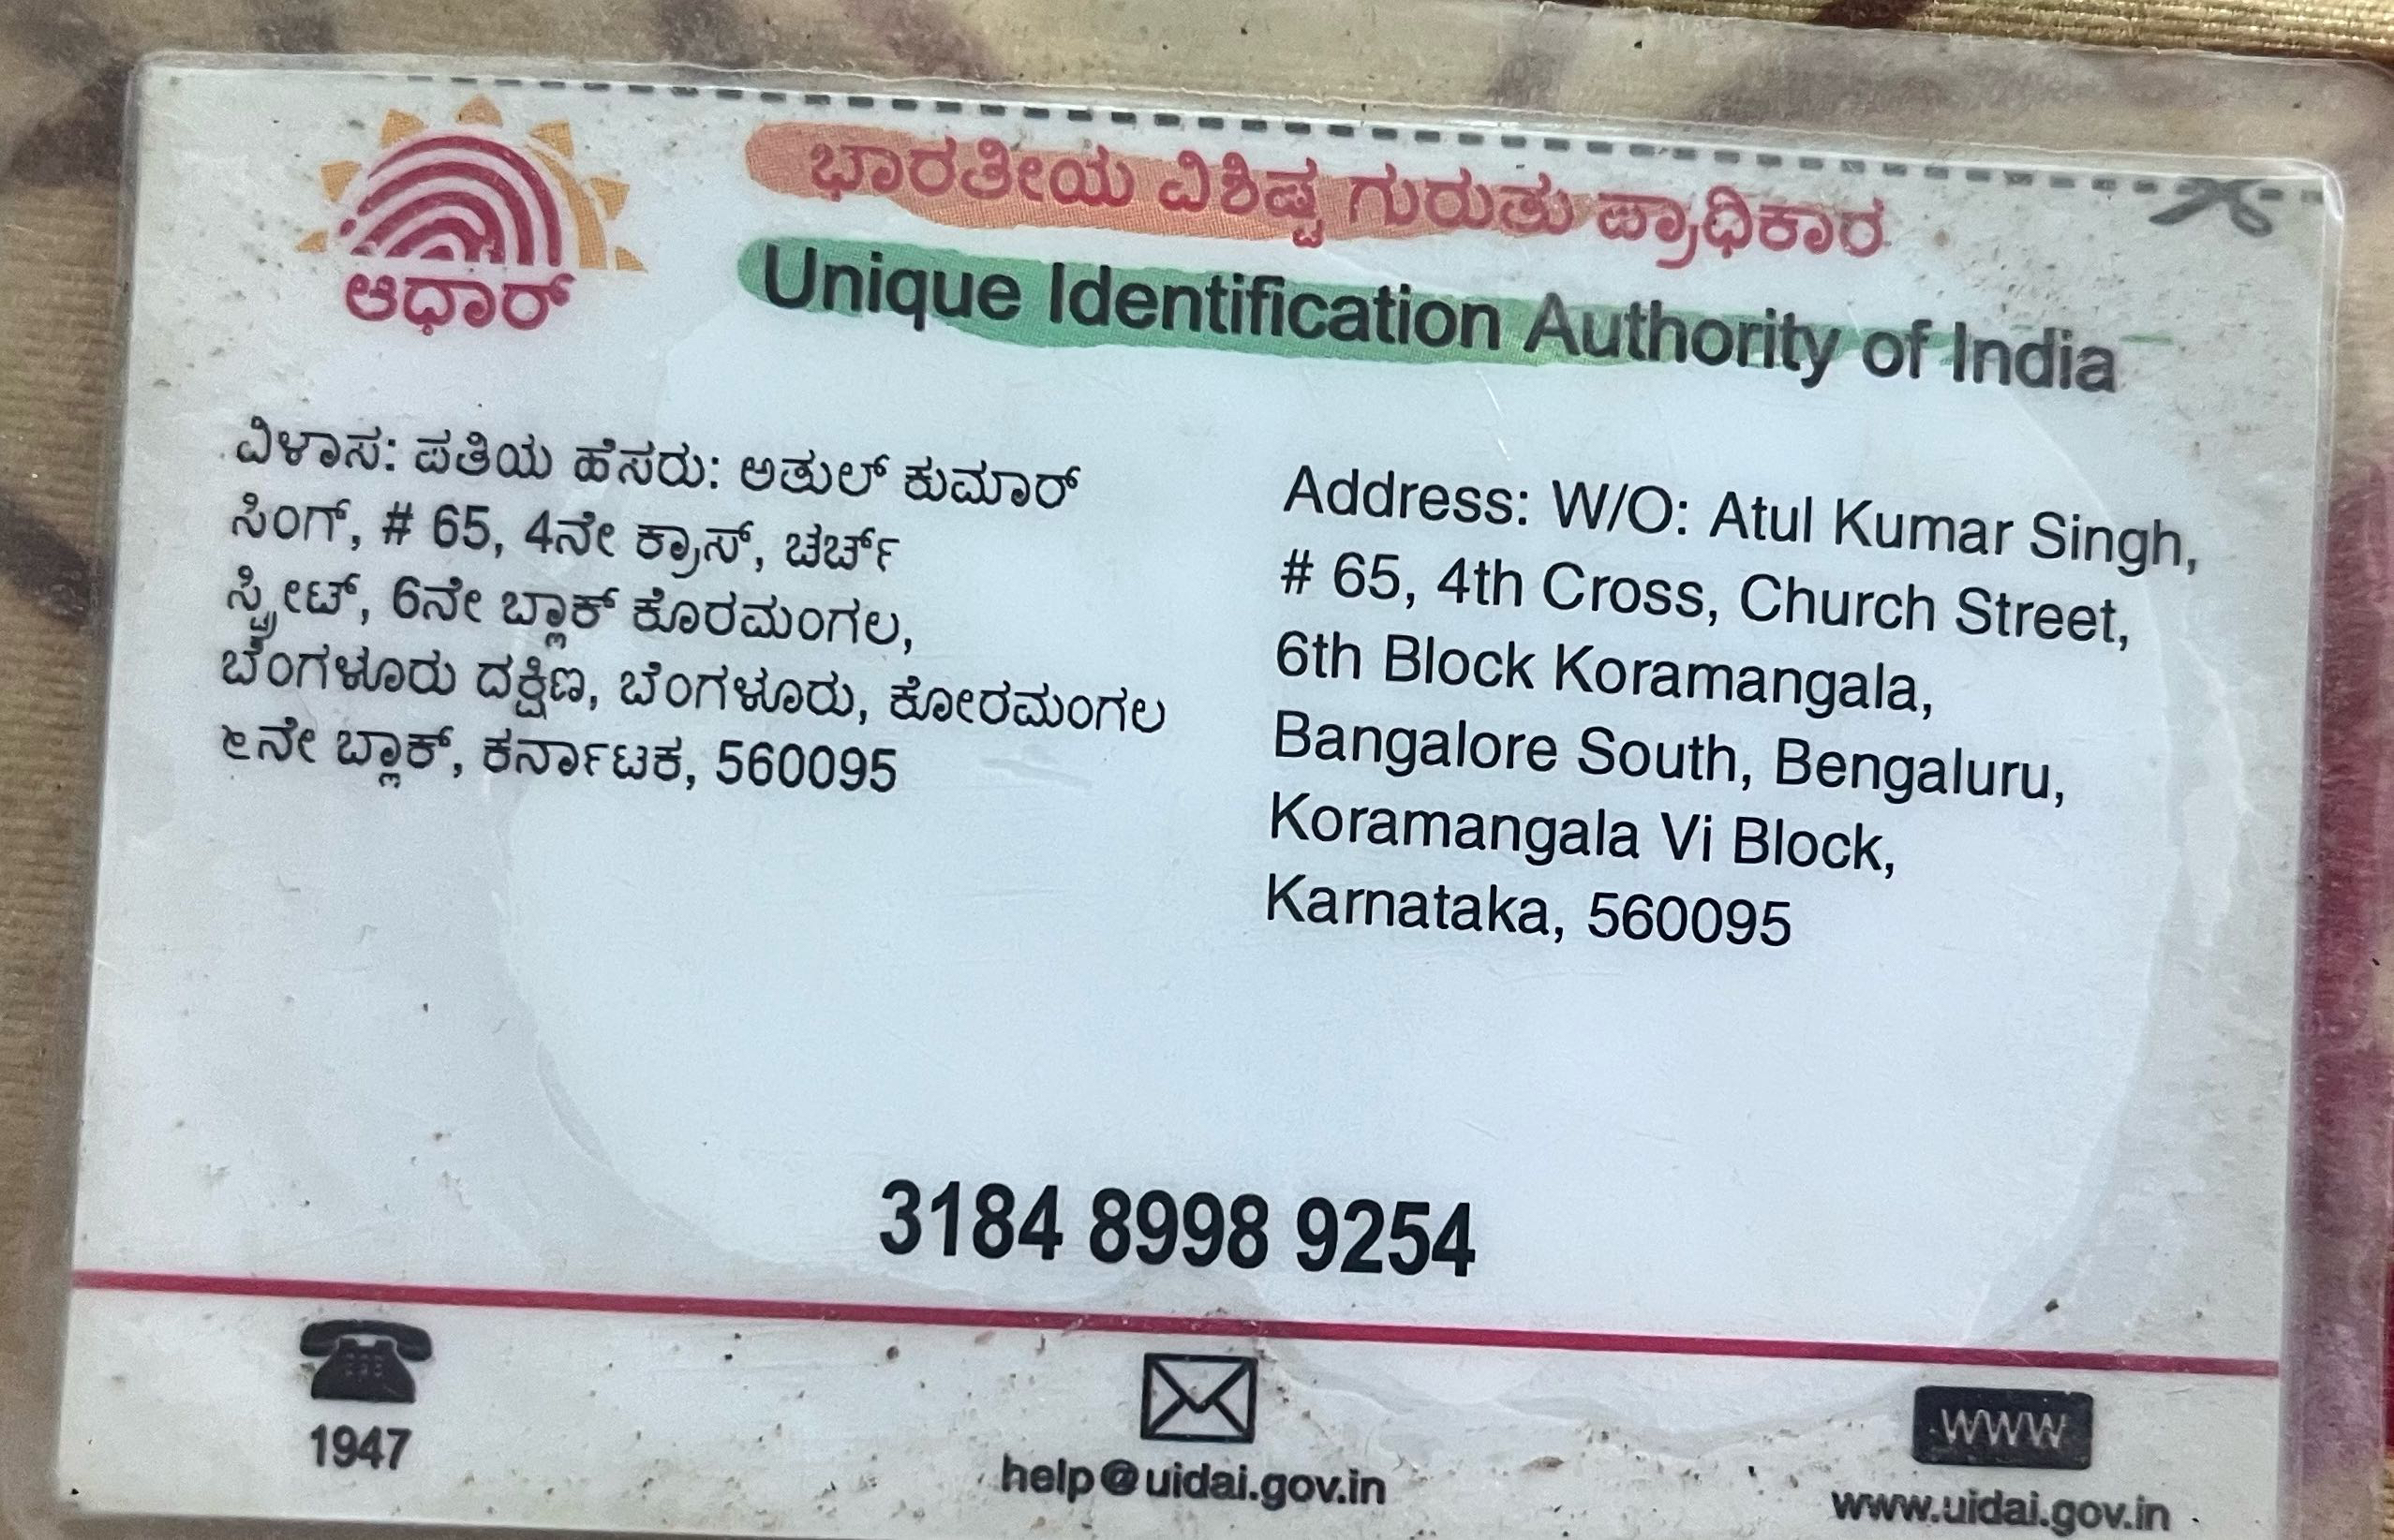 ಆಧಾರ್
ಭಾರತೀಯ ವಿಶಿಷ್ಟ ಗುರುತು ಪ್ರಾಧಿಕಾರ
Unique Identification Authority of India
ವಿಳಾಸ: ಪತಿಯ ಹೆಸರು: ಅತುಲ್ ಕುಮಾರ್
ಸಿಂಗ್, # 65, 4ನೇ ಕ್ರಾಸ್, ಚರ್ಚ್
ಸ್ಟ್ರೀಟ್, 6ನೇ ಬ್ಲಾಕ್ ಕೊರಮಂಗಲ,
ಬೆಂಗಳೂರು ದಕ್ಷಿಣ, ಬೆಂಗಳೂರು, ಕೋರಮಂಗಲ
೬ನೇ ಬ್ಲಾಕ್, ಕರ್ನಾಟಕ, 560095
Address: W/O: Atul Kumar Singh,
# 65, 4th Cross, Church Street,
6th Block Koramangala,
Bangalore South, Bengaluru,
Koramangala Vi Block,
Karnataka, 560095
3184 8998 9254
1947
help@uidai.gov.in
WWW
www.uidai.gov.in